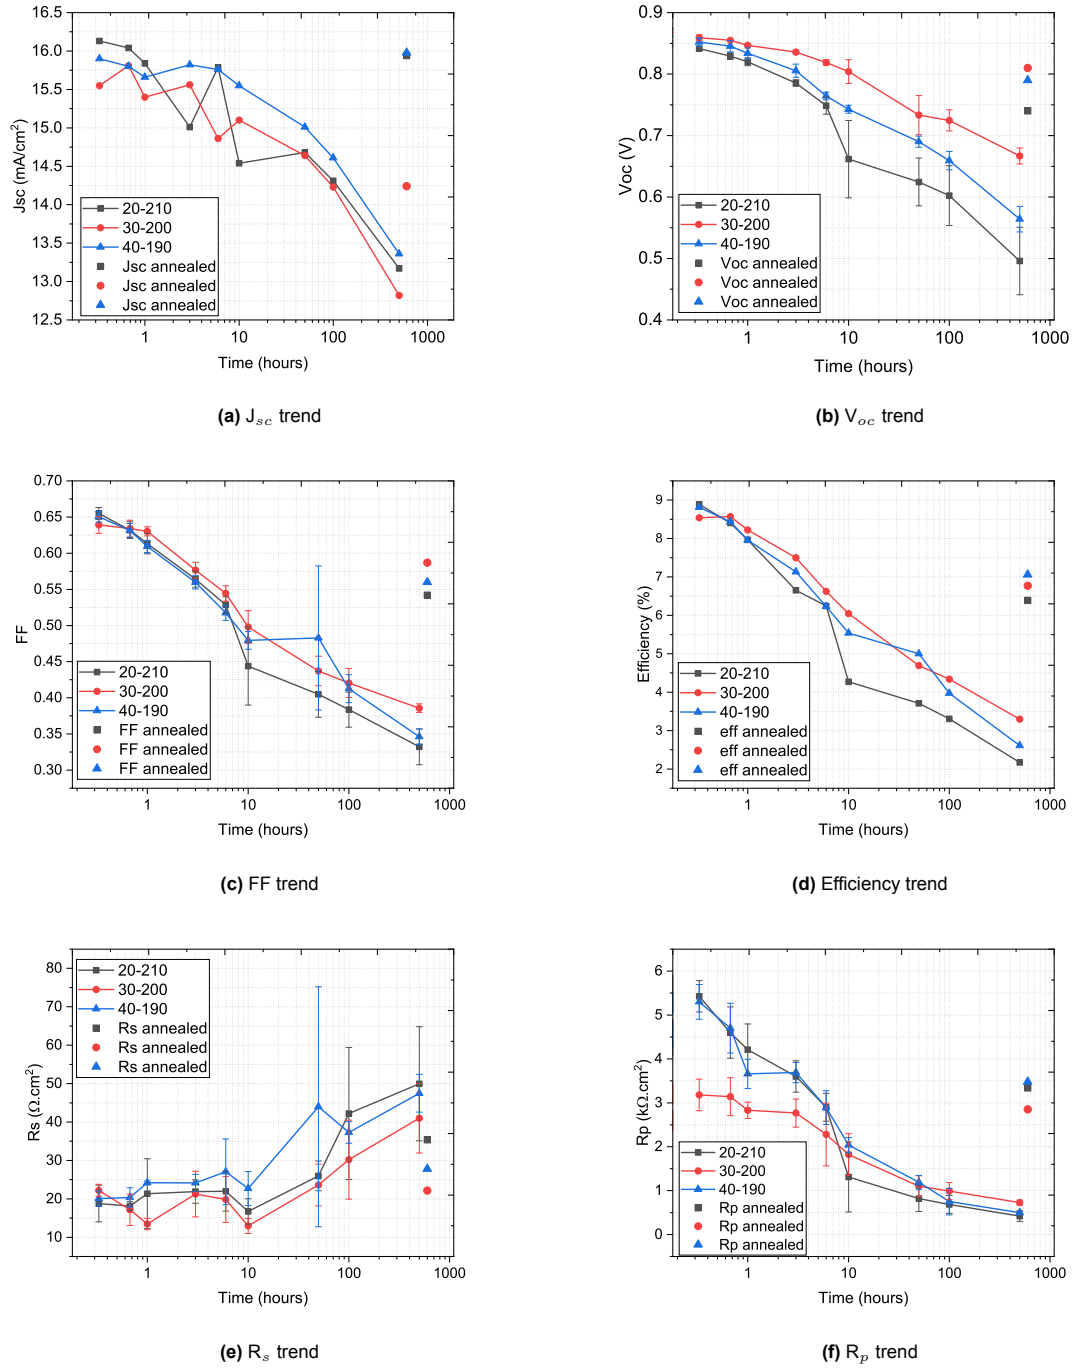 16.0
15.5
15.0
14.5
14.0
13.5
13.0
12.5
Jsc (mA/cm²)
20-210
30-200
40-190
Jsc annealed
Jsc annealed
Jsc annealed
1 10 100 1000
Time (hours)
(a) Jsc trend
0.9
0.8
0.7
0.6
0.5
0.4
Voc (V)
20-210
30-200
40-190
Voc annealed
Voc annealed
Voc annealed
1 10 100 1000
Time (hours)
(b) Voc trend
0.70
0.65
0.60
0.55
0.50
0.45
0.40
0.35
0.30
FF
20-210
30-200
40-190
FF annealed
FF annealed
FF annealed
1 10 100 1000
Time (hours)
(c) FF trend
9
8
7
6
5
4
3
2
Efficiency (%)
20-210
30-200
40-190
eff annealed
eff annealed
eff annealed
1 10 100 1000
Time (hours)
(d) Efficiency trend
80
70
60
50
40
30
20
10
Rs (Ω.cm²)
20-210
30-200
40-190
Rs annealed
Rs annealed
Rs annealed
1 10 100 1000
Time (hours)
(e) Rs trend
6
5
4
3
2
1
0
Rp (kΩ.cm²)
20-210
30-200
40-190
Rp annealed
Rp annealed
Rp annealed
1 10 100 1000
Time (hours)
(f) Rp trend